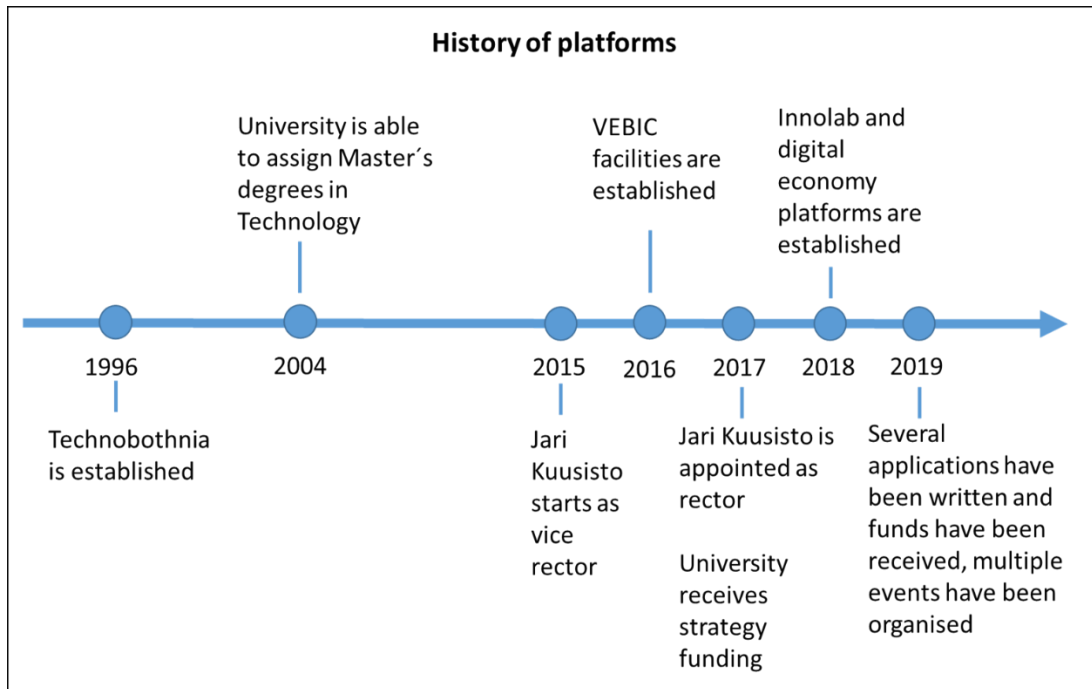 History of platforms
University is able
to assign Master´s
degrees in
Technology
VEBIC
facilities are
established
Innolab and
digital
economy
platforms are
established
1996
2004
2015
2016
2017
2018
2019
Technobothnia
is established
Jari
Kuusisto
starts as
vice
rector
Jari Kuusisto is
appointed as
rector
University
receives
strategy
funding
Several
applications have
been written and
funds have been
received, multiple
events have been
organised